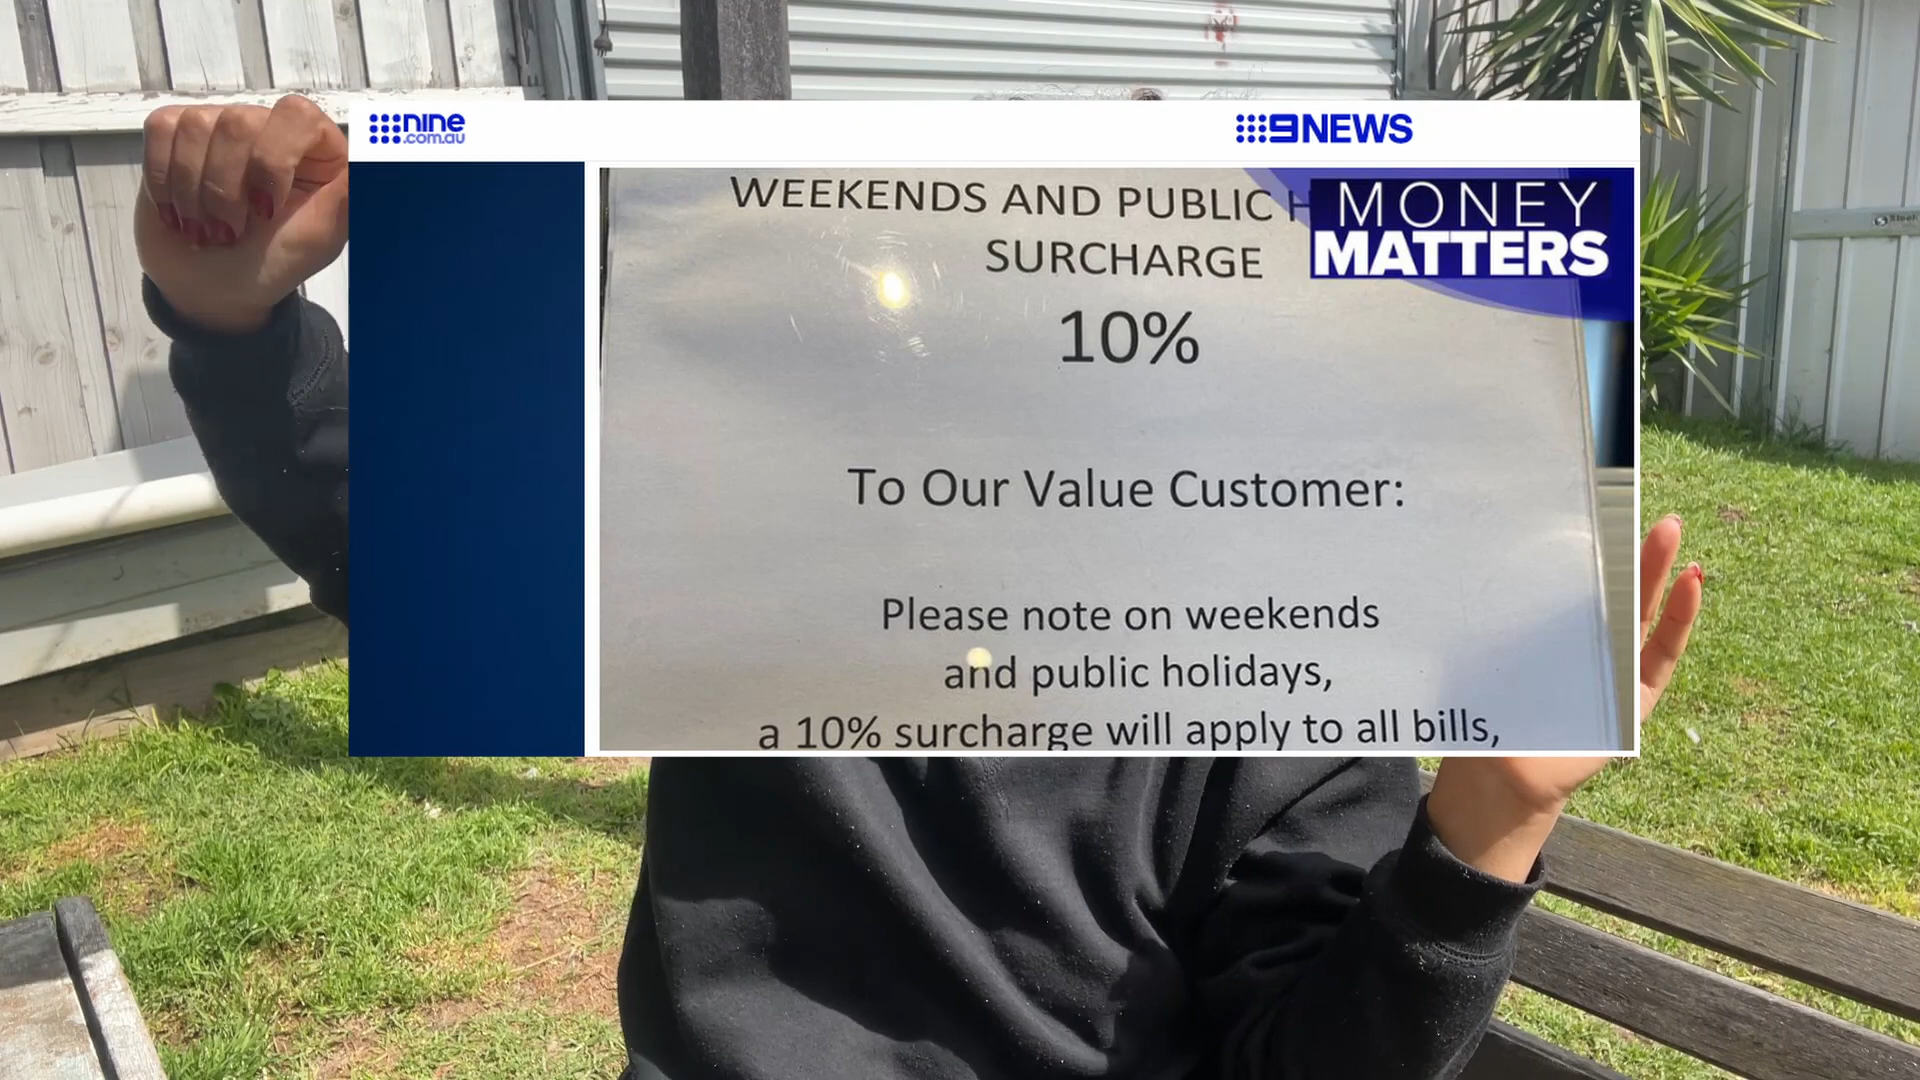 nine
.com.au
9NEWS
MONEY
MATTERS
WEEKENDS AND PUBLIC H
SURCHARGE
10%
To Our Value Customer:
Please note on weekends
and public holidays,
a 10% surcharge will apply to all bills,